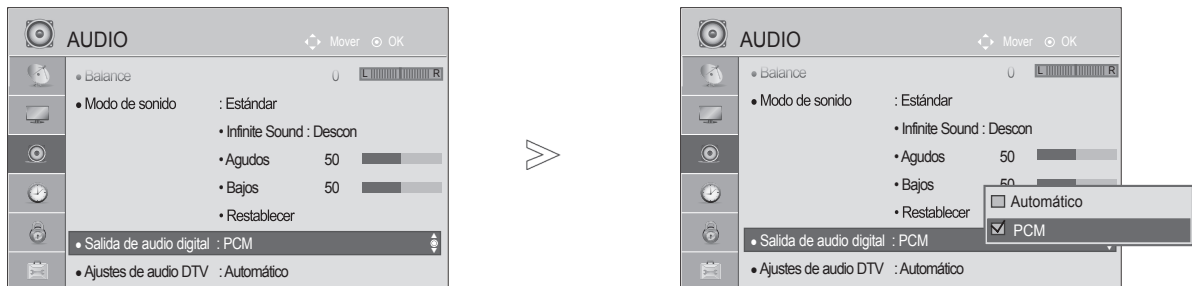 AUDIO Mover OK
• Balance 0 L R
• Modo de sonido : Estándar
• Infinite Sound : Descon
• Agudos 50
• Bajos 50
• Restablecer
• Salida de audio digital : PCM
• Ajustes de audio DTV : Automático
>
AUDIO Mover OK
• Balance 0 L R
• Modo de sonido : Estándar
• Infinite Sound : Descon
• Agudos 50
• Bajos 50
• Restablecer
Automático
PCM
• Salida de audio digital : PCM
• Ajustes de audio DTV : Automático